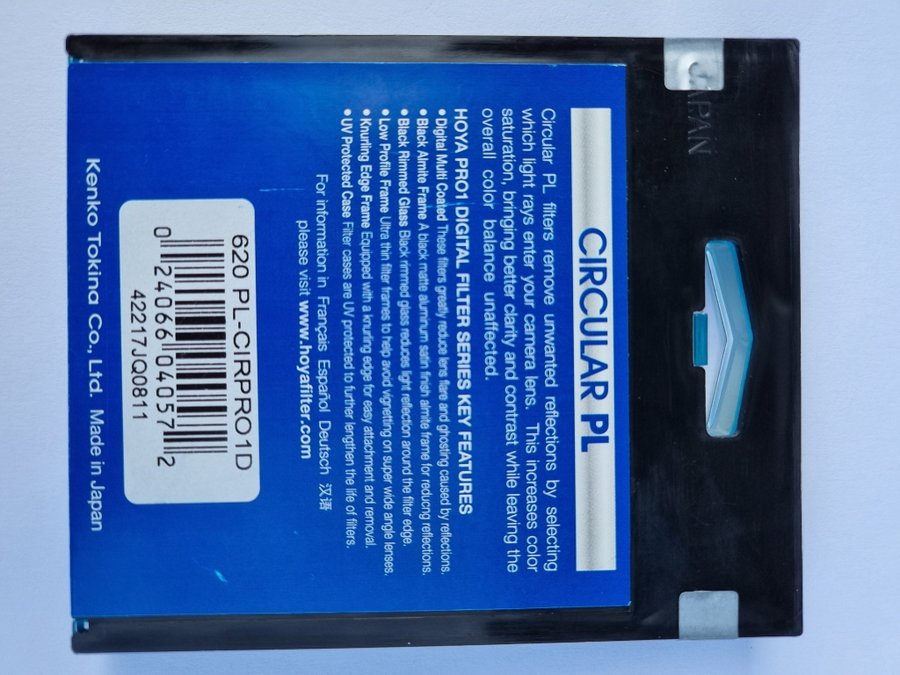 JAPAN
CIRCULAR PL
Circular PL filters remove unwanted reflections by selecting
which light rays enter your camera lens. This increases color
saturation, bringing better clarity and contrast while leaving the
overall color balance unaffected.
HOYA PRO1 DIGITAL FILTER SERIES KEY FEATURES
• Digital Multi Coated These filters greatly reduce lens flare and ghosting caused by reflections.
• Black Almite Frame A black matte aluminum satin finish almite frame for reducng reflections.
• Black Rimmed Glass Black rimmed glass reduces light reflection around the filter edge.
• Low Profile Frame Ultra thin filter frames to help avoid vignetting on super wide angle lenses.
• Knurling Edge Frame Equipped with a knurling edge for easy attachment and removal.
• UV Protected Case Filter cases are UV protected to further lengthen the life of filters.
For information in Français Español Deutsch 汉语
please visit www.hoyafilter.com
620 PL-CIRPRO1D
0 24066 04057 2
42217JQ0811
Kenko Tokina Co., Ltd. Made in Japan